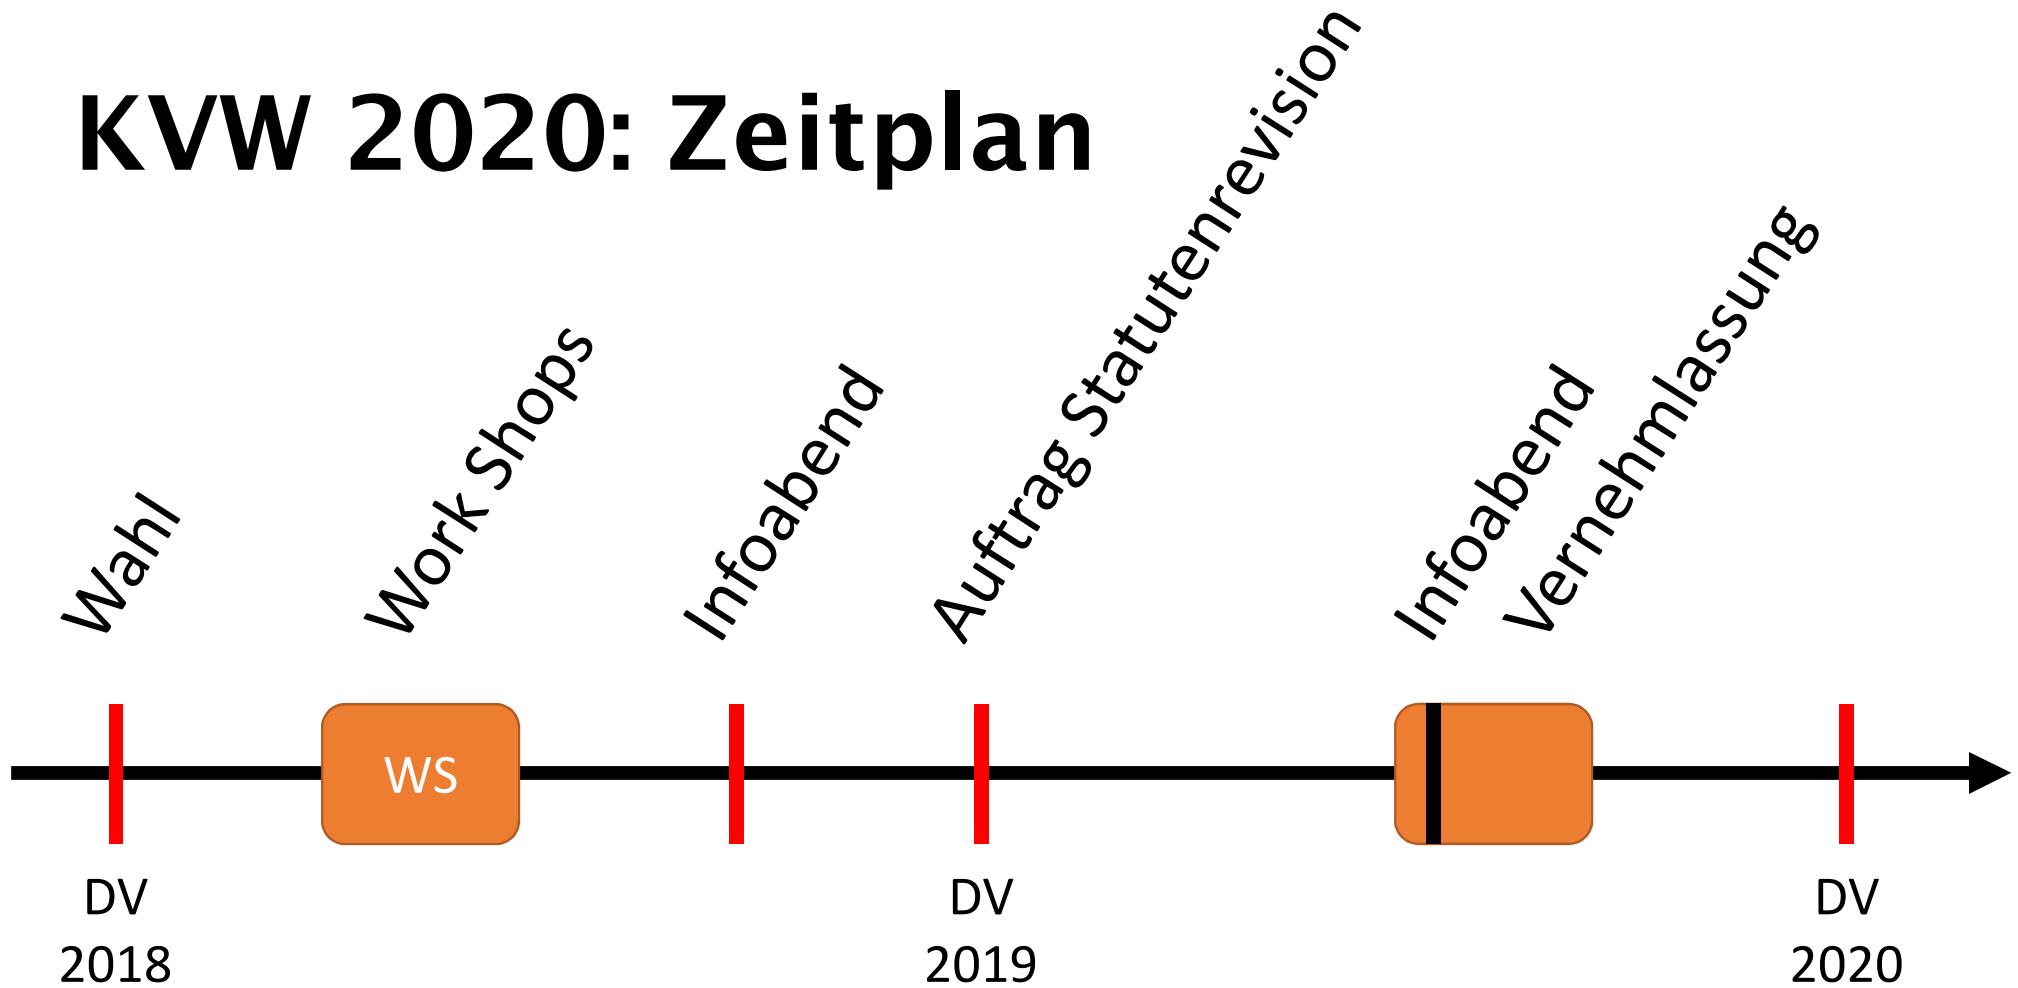 KVW 2020: Zeitplan
Wahl
Work Shops
Infoabend
Auftrag Statutenrevision
Infoabend
Vernehmlassung
WS
DV
2018
DV
2019
DV
2020